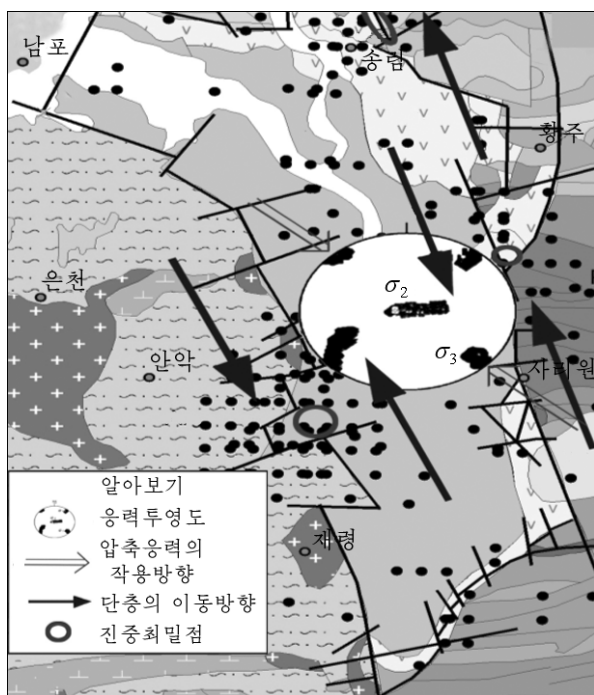 남포
송림
황주
은천
σ2
안악
σ3
사리원
알아보기
응력투영도
압축응력의
작용방향
단층의 이동방향
진중최밀점
재령